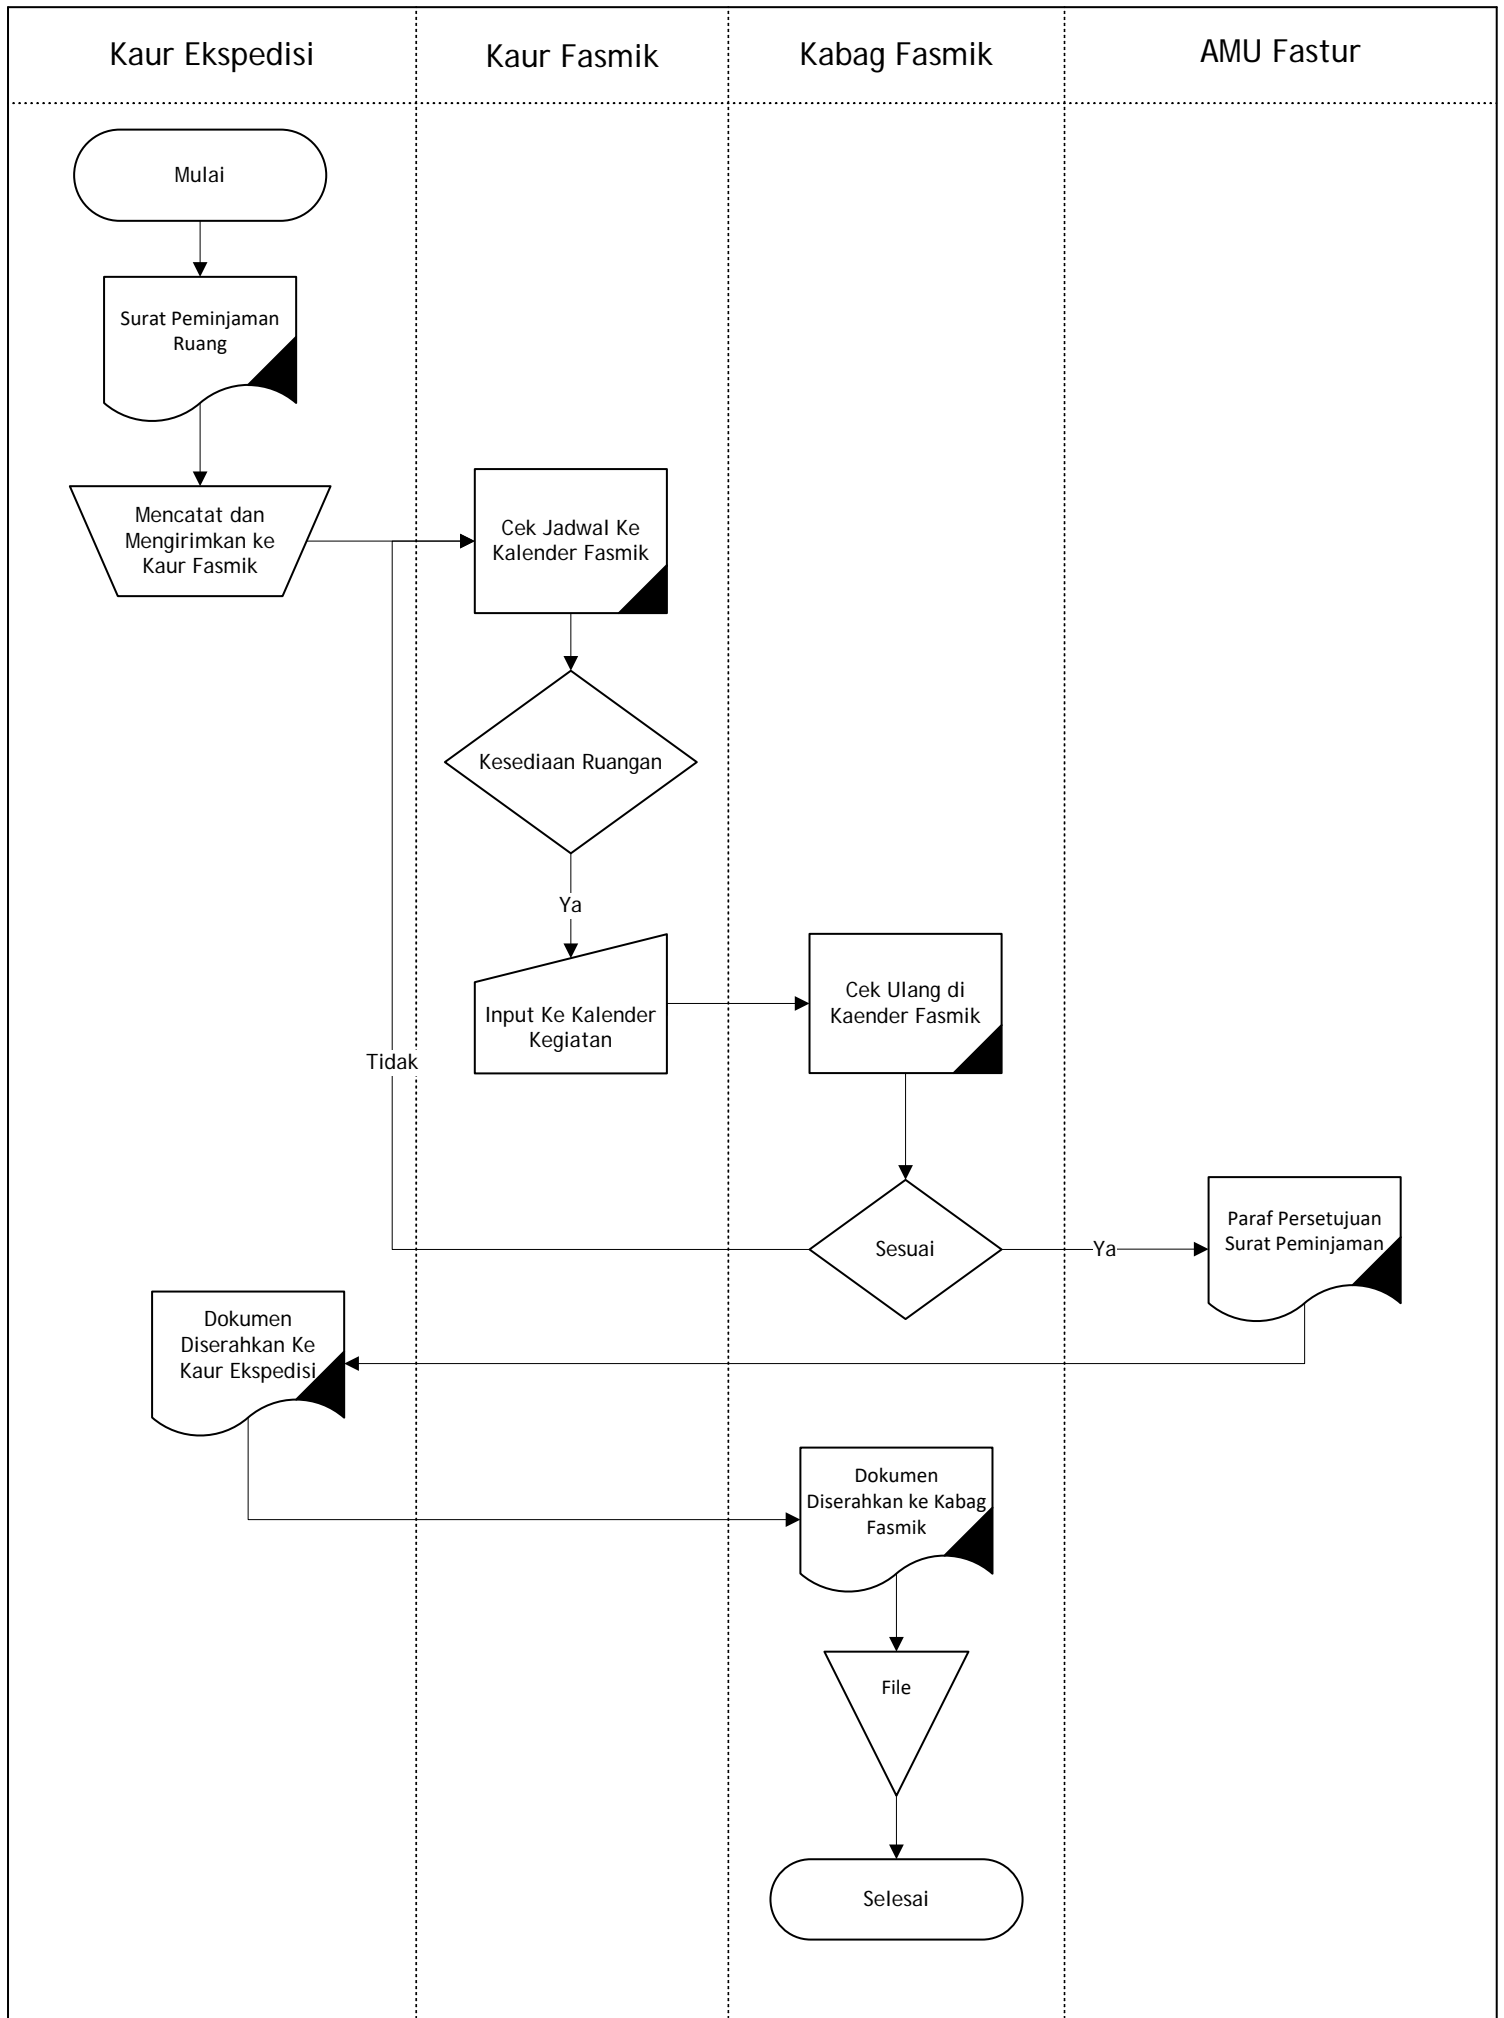 Kaur Ekspedisi
Kaur Fasmik
Kabag Fasmik
AMU Fastur
Mulai
Surat Peminjaman
Ruang
Mencatat dan
Mengirimkan ke
Kaur Fasmik
Cek Jadwal Ke
Kalender Fasmik
Kesediaan Ruangan
Ya
Input Ke Kalender
Kegiatan
Cek Ulang di
Kaender Fasmik
Tidak
Sesuai
Ya
Paraf Persetujuan
Surat Peminjaman
Dokumen
Diserahkan Ke
Kaur Ekspedisi
Dokumen
Diserahkan ke Kabag
Fasmik
File
Selesai